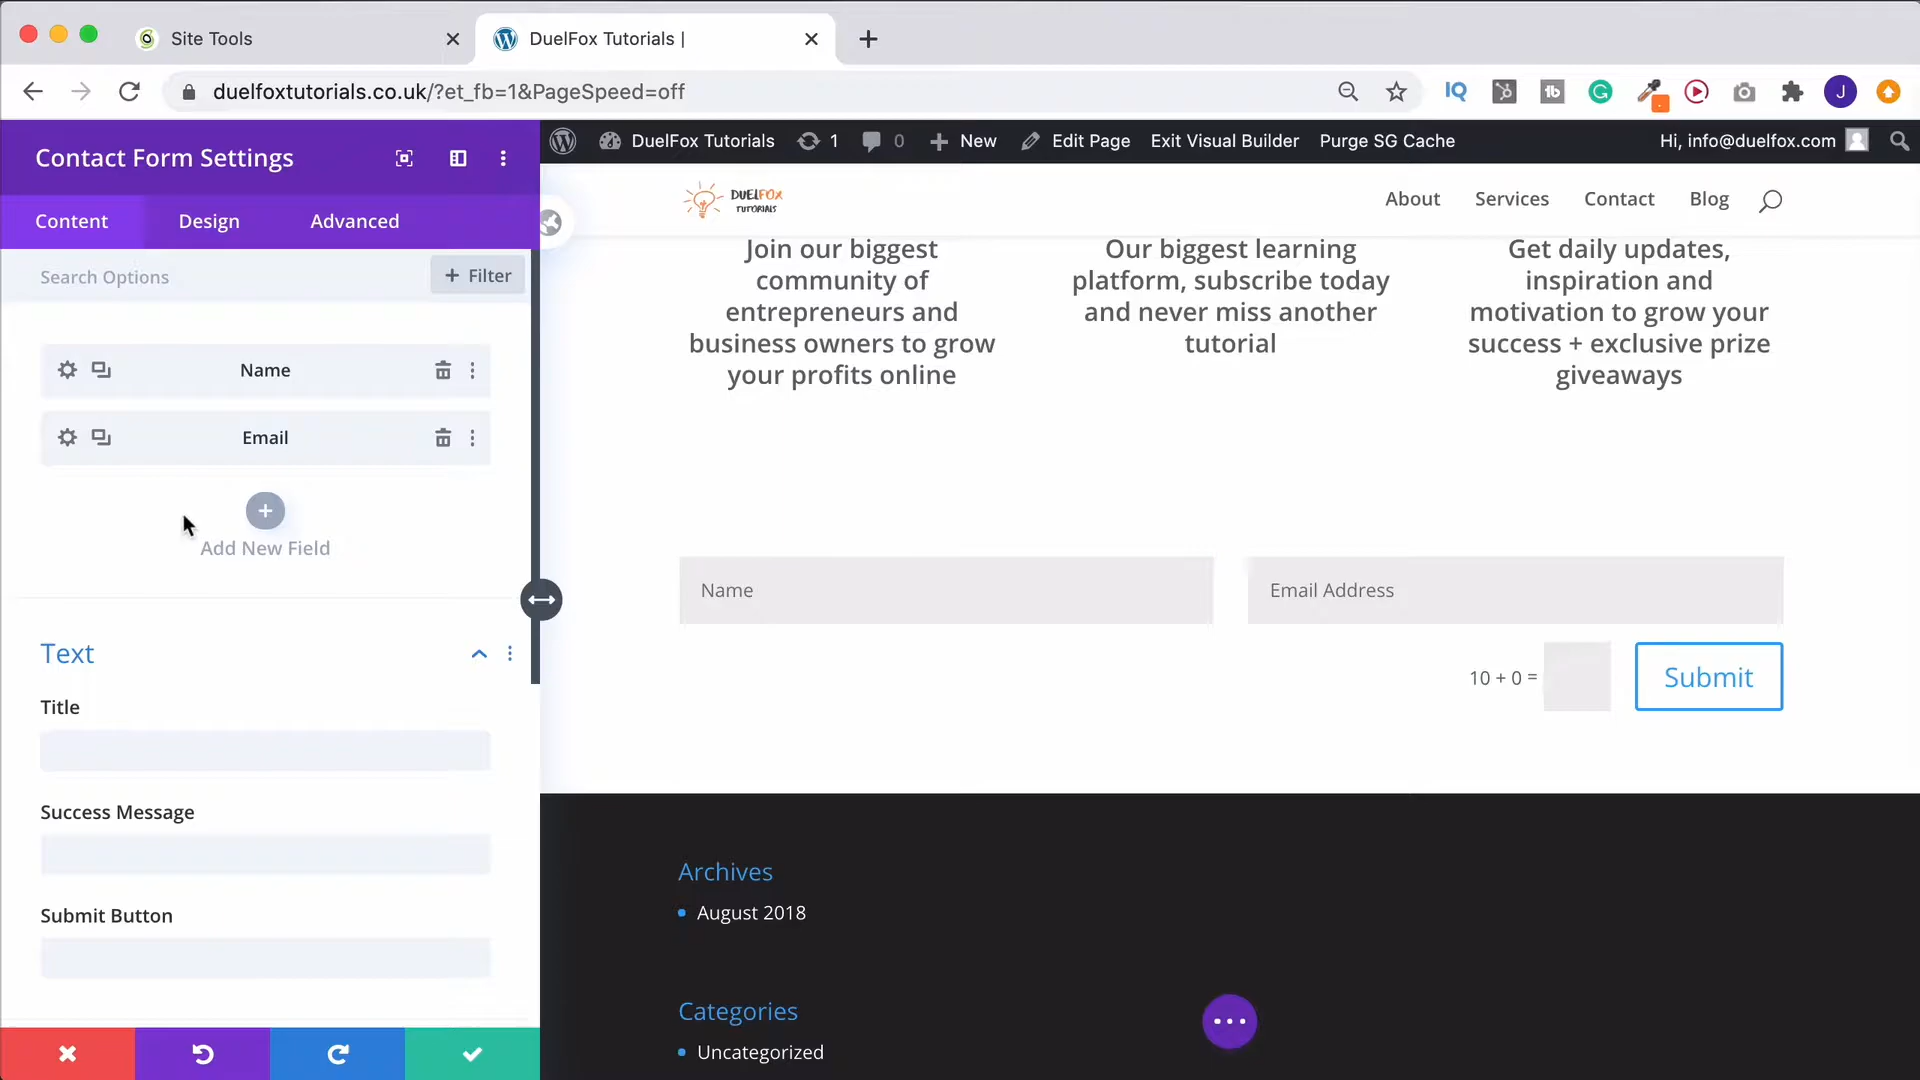 Site Tools
DuelFox Tutorials |
duelfoxtutorials.co.uk/?et_fb=1&PageSpeed=off
IQ
tb
G
J
Contact Form Settings
DuelFox Tutorials
1
0
New
Edit Page
Exit Visual Builder
Purge SG Cache
Hi, info@duelfox.com
Content
Design
Advanced
DUELFOX
TUTORIALS
About
Services
Contact
Blog
Search Options
+ Filter
Name
Email
Add New Field
Text
Title
Success Message
Submit Button
Join our biggest
community of
entrepreneurs and
business owners to grow
your profits online
Our biggest learning
platform, subscribe today
and never miss another
tutorial
Get daily updates,
inspiration and
motivation to grow your
success + exclusive prize
giveaways
Name
Email Address
10 + 0 =
Submit
Archives
August 2018
Categories
Uncategorized